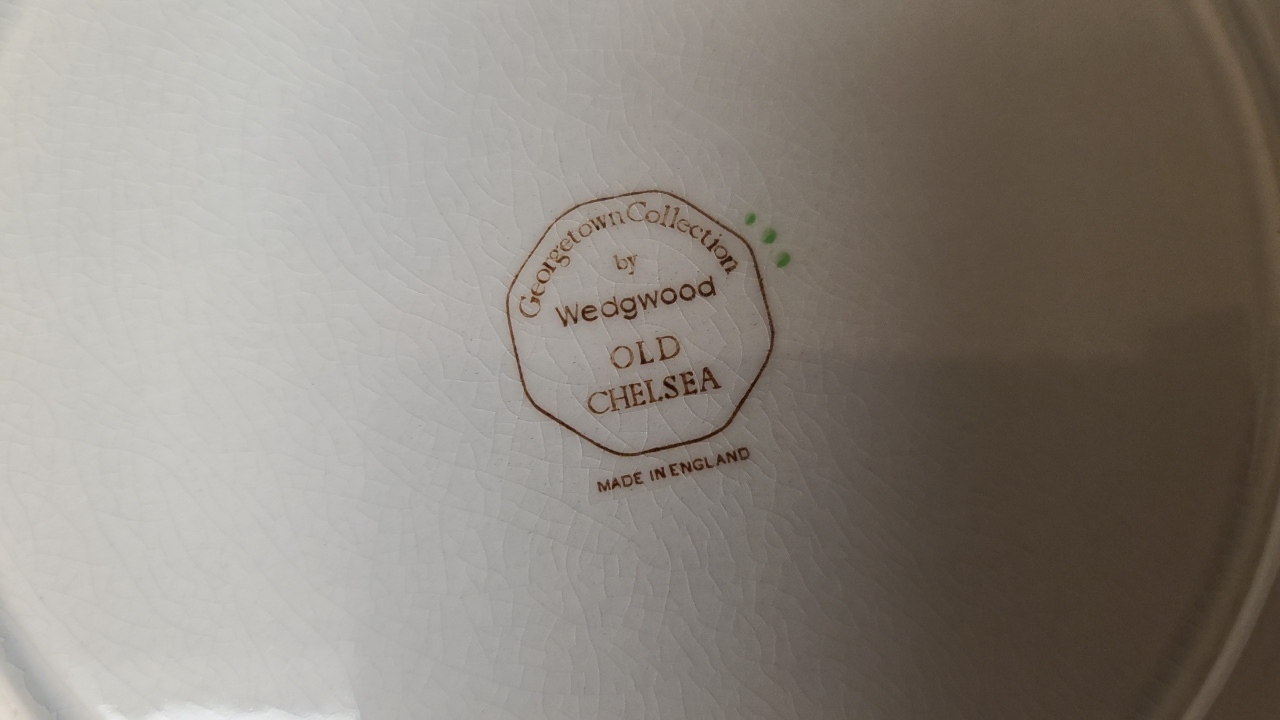 Georgetown Collection
by
Wedgwood
OLD
CHELSEA
MADE IN ENGLAND